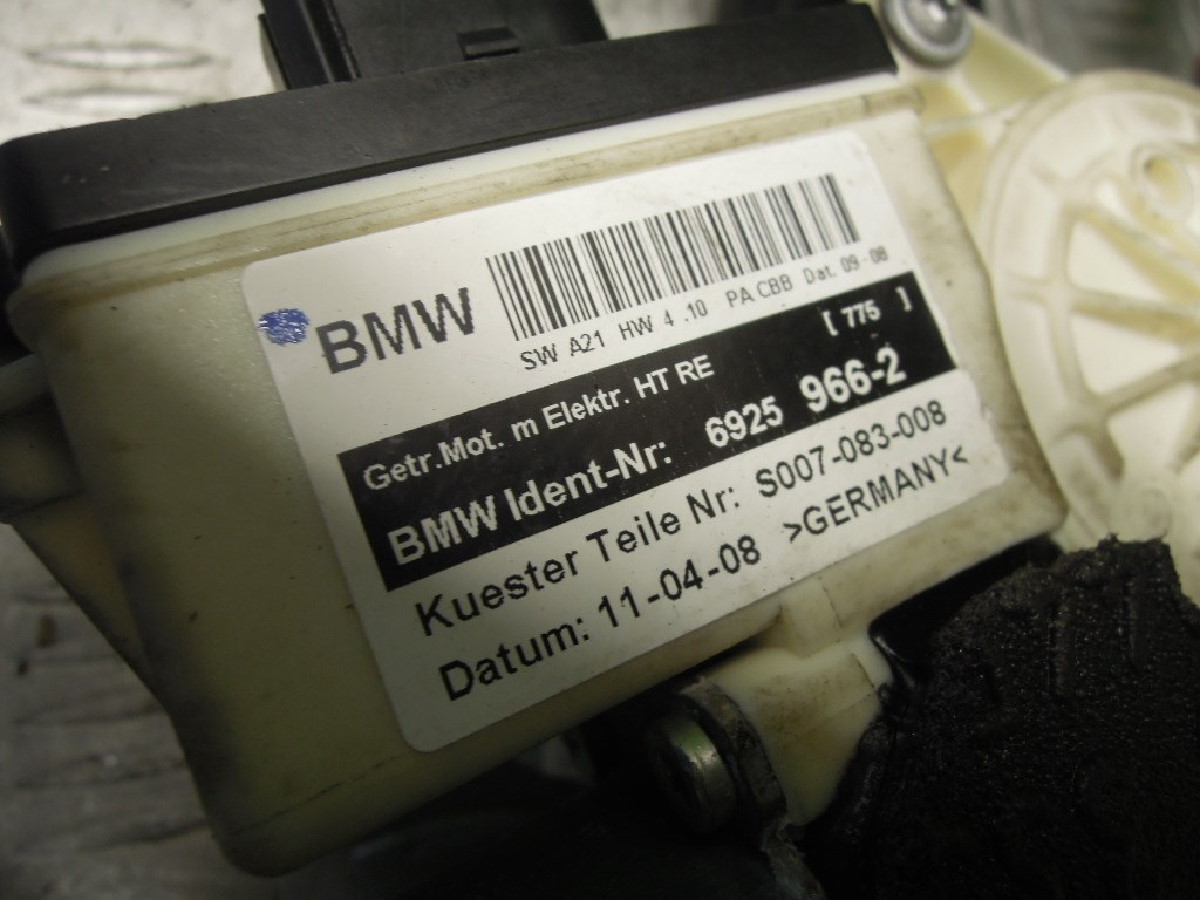 BMW
SW A21 HW 4 .10 PA CBB Dat. 09-08
[ 775 ]
Getr.Mot. m Elektr. HT RE
BMW Ident-Nr: 6925 966-2
Kuester Teile Nr: S007-083-008
Datum: 11-04-08 >GERMANY<